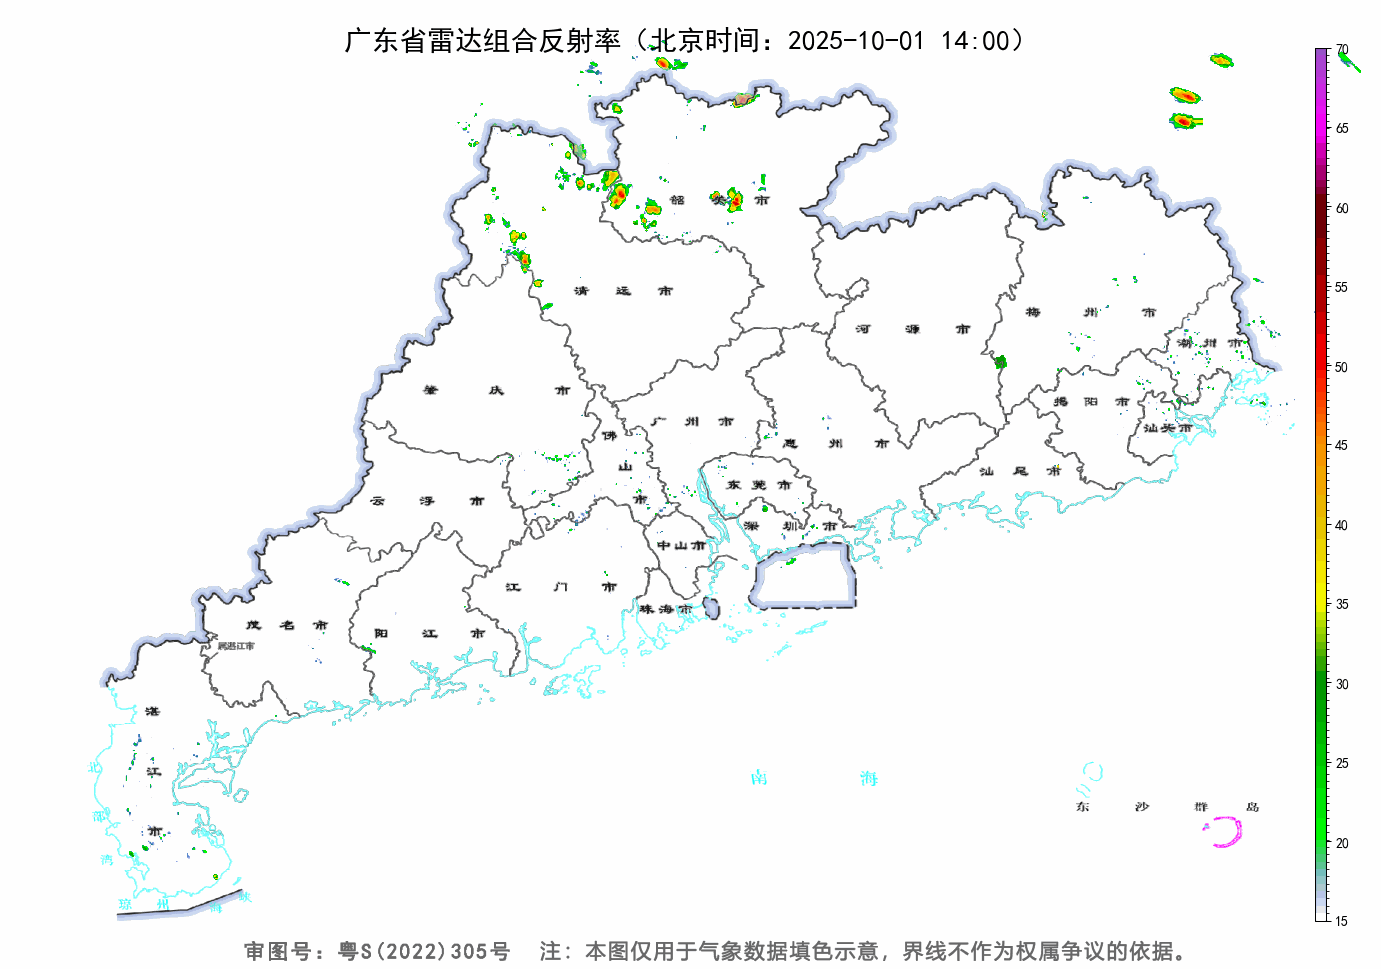 广东省雷达组合反射率（北京时间：2025-10-01 14:00）
70
65
60
55
50
45
40
35
30
25
20
15
韶关市
清远市
河源市
梅州市
潮州市
肇庆市
广州市
佛山市
惠州市
揭阳市
汕头市
汕尾市
云浮市
东莞市
深圳市
中山市
江门市
珠海市
茂名市
阳江市
属湛江市
湛江市
北部湾
南海
东沙群岛
琼州海峡
审图号：粤S(2022)305号 注：本图仅用于气象数据填色示意，界线不作为权属争议的依据。